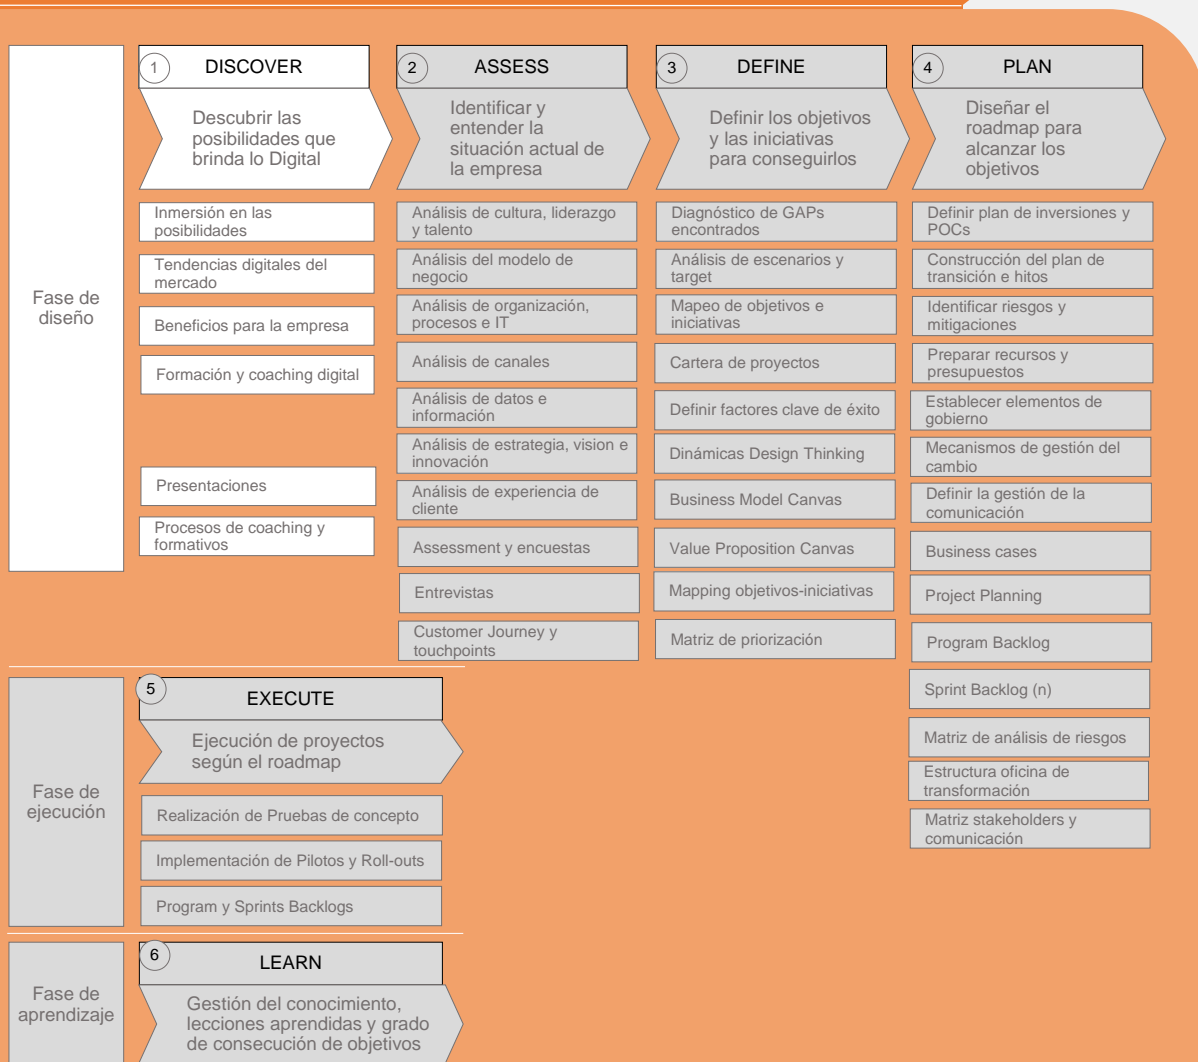 Fase de
diseño
1
DISCOVER
Descubrir las
posibilidades que
brinda lo Digital
Inmersión en las
posibilidades
Tendencias digitales del
mercado
Beneficios para la empresa
Formación y coaching digital
Presentaciones
Procesos de coaching y
formativos
2
ASSESS
Identificar y
entender la
situación actual de
la empresa
Análisis de cultura, liderazgo
y talento
Análisis del modelo de
negocio
Análisis de organización,
procesos e IT
Análisis de canales
Análisis de datos e
información
Análisis de estrategia, vision e
innovación
Análisis de experiencia de
cliente
Assessment y encuestas
Entrevistas
Customer Journey y
touchpoints
3
DEFINE
Definir los objetivos
y las iniciativas
para conseguirlos
Diagnóstico de GAPs
encontrados
Análisis de escenarios y
target
Mapeo de objetivos e
iniciativas
Cartera de proyectos
Definir factores clave de éxito
Dinámicas Design Thinking
Business Model Canvas
Value Proposition Canvas
Mapping objetivos-iniciativas
Matriz de priorización
4
PLAN
Diseñar el
roadmap para
alcanzar los
objetivos
Definir plan de inversiones y
POCs
Construcción del plan de
transición e hitos
Identificar riesgos y
mitigaciones
Preparar recursos y
presupuestos
Establecer elementos de
gobierno
Mecanismos de gestión del
cambio
Definir la gestión de la
comunicación
Business cases
Project Planning
Program Backlog
Sprint Backlog (n)
Matriz de análisis de riesgos
Estructura oficina de
transformación
Matriz stakeholders y
comunicación
Fase de
ejecución
5
EXECUTE
Ejecución de proyectos
según el roadmap
Realización de Pruebas de concepto
Implementación de Pilotos y Roll-outs
Program y Sprints Backlogs
Fase de
aprendizaje
6
LEARN
Gestión del conocimiento,
lecciones aprendidas y grado
de consecución de objetivos